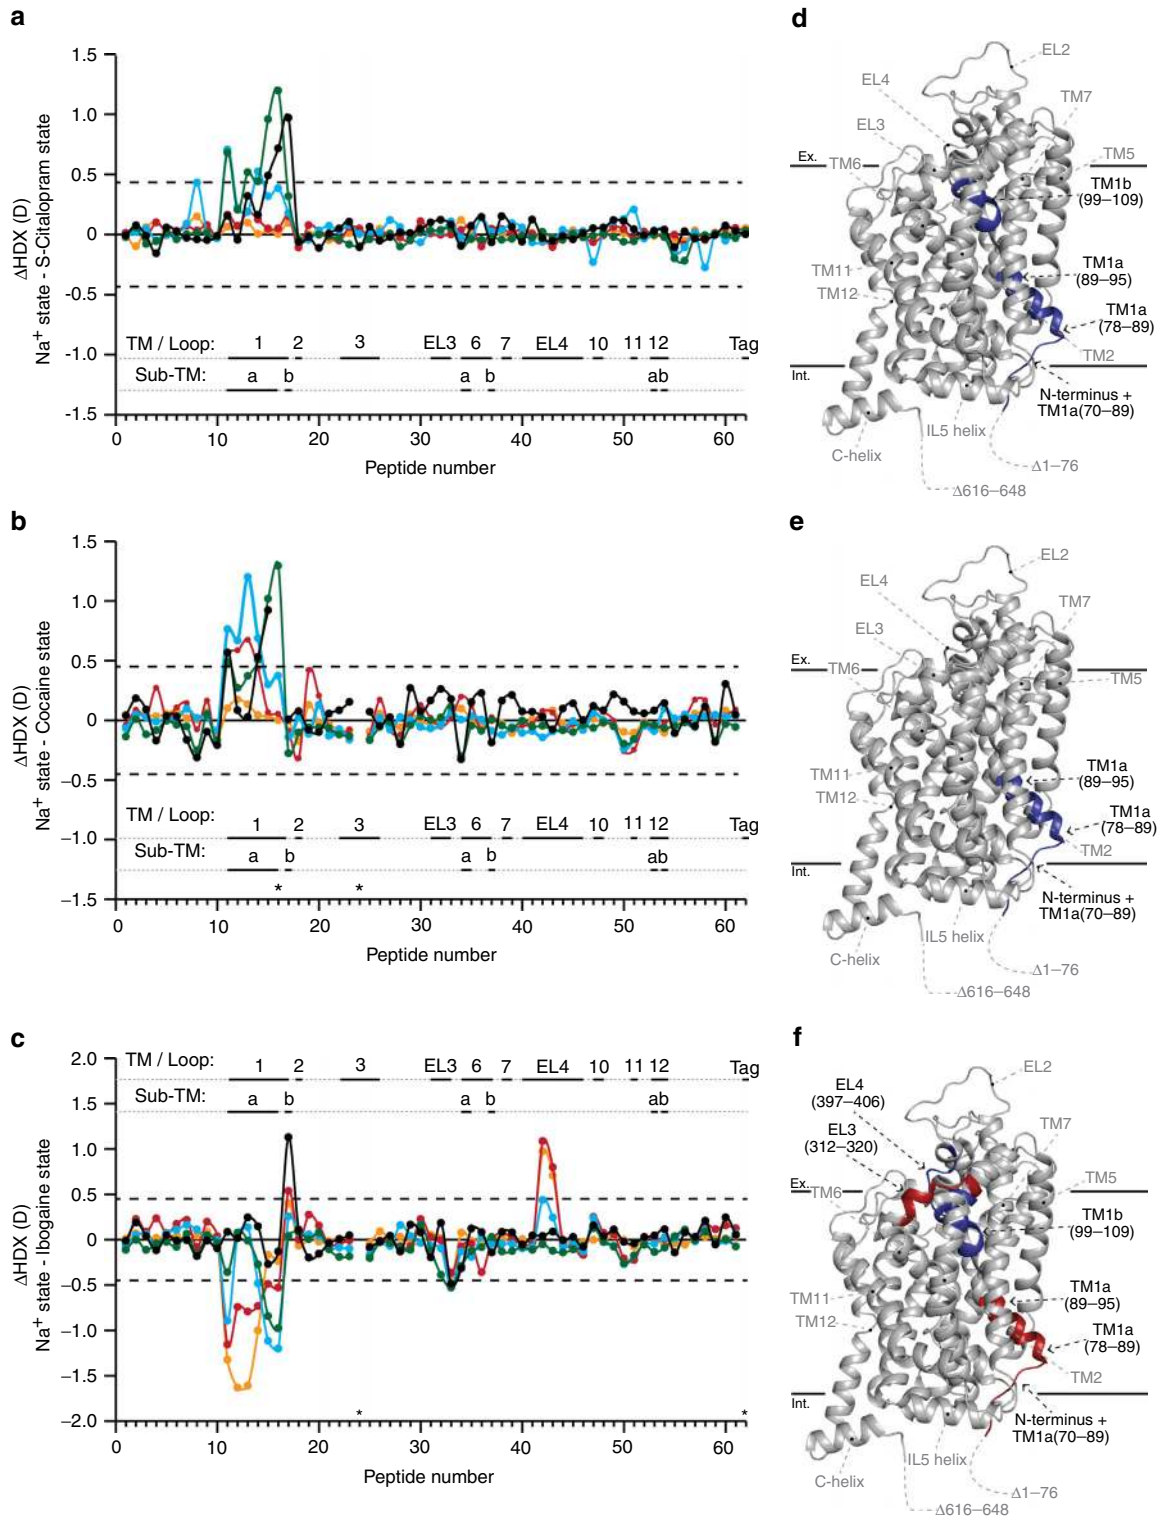 a
1.5
1.0
0.5
0
-0.5
-1.0
-1.5
ΔHDX (D)
Na+ state - S-Citalopram state
TM / Loop: 1 2 3 EL3 6 7 EL4 10 11 12 Tag
Sub-TM: a b a b ab
0 10 20 30 40 50 60
Peptide number
d
EL2
EL4
TM7
EL3
Ex.
TM6
TM5
TM1b
(99–109)
TM11
TM1a
(89–95)
TM12
TM1a
(78–89)
TM2
Int.
N-terminus +
TM1a(70–89)
IL5 helix
C-helix
Δ1–76
Δ616–648
b
1.5
1.0
0.5
0
−0.5
−1.0
−1.5
ΔHDX (D)
Na+ state - Cocaine state
TM / Loop: 1 2 3 EL3 6 7 EL4 10 11 12 Tag
Sub-TM: a b a b ab
* *
0 10 20 30 40 50 60
Peptide number
e
EL2
EL4
TM7
EL3
Ex.
TM6
TM5
TM11
TM1a
(89–95)
TM12
TM1a
(78–89)
TM2
Int.
N-terminus +
TM1a(70–89)
IL5 helix
C-helix
Δ1–76
Δ616–648
c
2.0
1.5
1.0
0.5
0
−0.5
−1.0
−1.5
−2.0
ΔHDX (D)
Na+ state - Ibogaine state
TM / Loop: 1 2 3 EL3 6 7 EL4 10 11 12 Tag
Sub-TM: a b a b ab
* *
0 10 20 30 40 50 60
Peptide number
f
EL2
EL4
(397–406)
EL3
(312–320)
TM7
Ex.
TM6
TM5
TM1b
(99–109)
TM11
TM1a
(89–95)
TM12
TM1a
(78–89)
TM2
Int.
N-terminus +
TM1a(70–89)
IL5 helix
C-helix
Δ1–76
Δ616–648